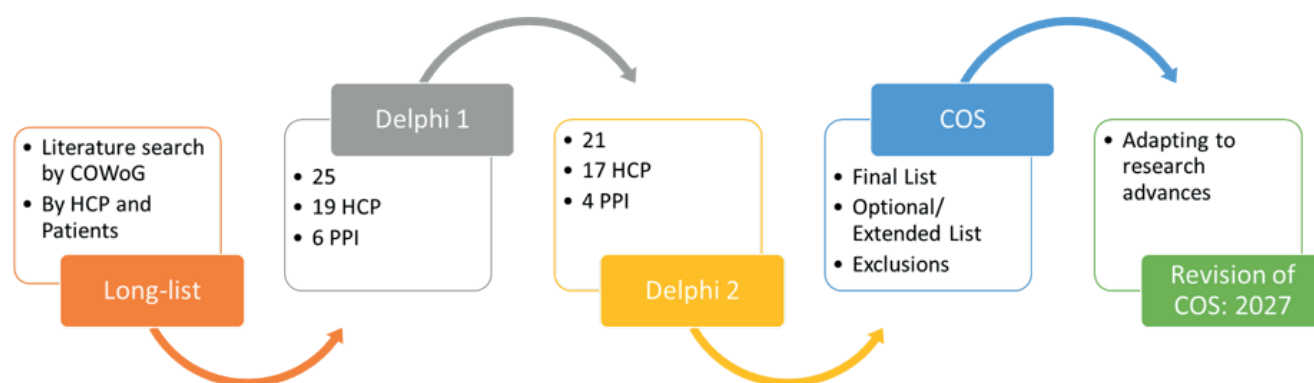 • Literature search
by COWoG
• By HCP and
Patients
Long-list
Delphi 1
• 25
• 19 HCP
• 6 PPI
• 21
• 17 HCP
• 4 PPI
Delphi 2
COS
• Final List
• Optional/
Extended List
• Exclusions
• Adapting to
research
advances
Revision of
COS: 2027